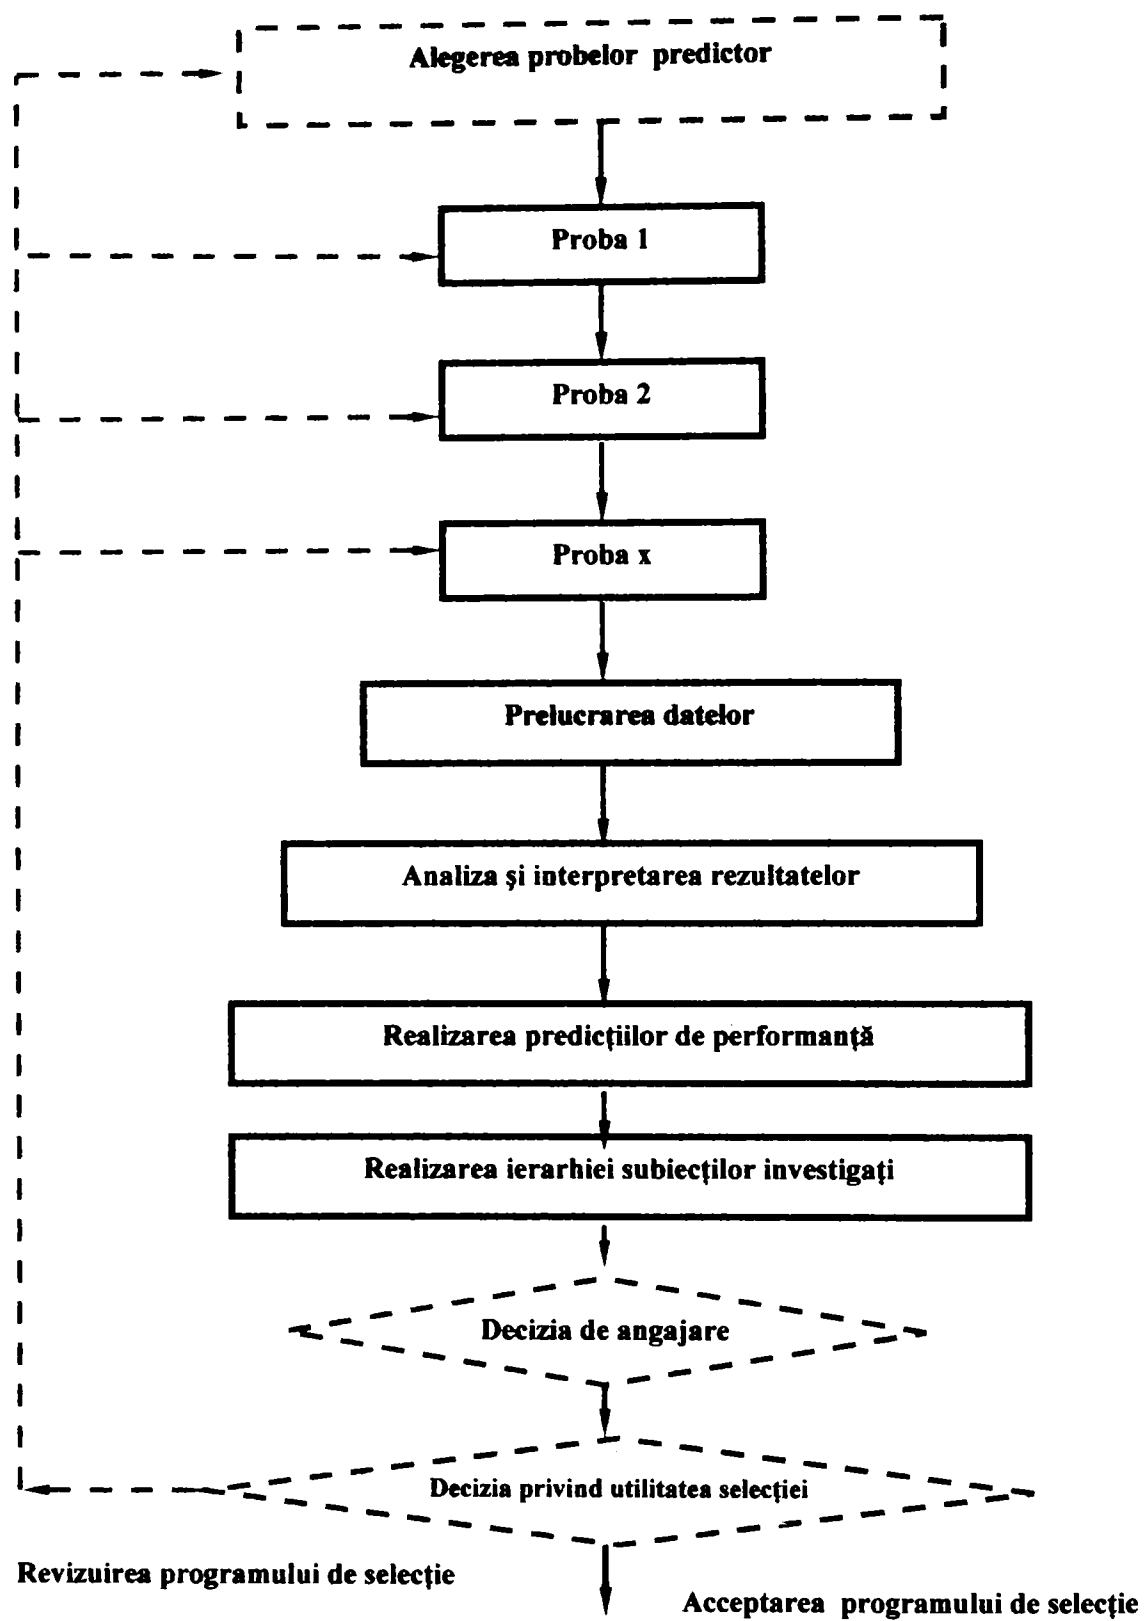 Alegerea probelor predictor
Proba 1
Proba 2
Proba x
Prelucrarea datelor
Analiza şi interpretarea rezultatelor
Realizarea predicţiilor de performanţă
Realizarea ierarhiei subiecţilor investigaţi
Decizia de angajare
Decizia privind utilitatea selecţiei
Revizuirea programului de selecţie
Acceptarea programului de selecţie